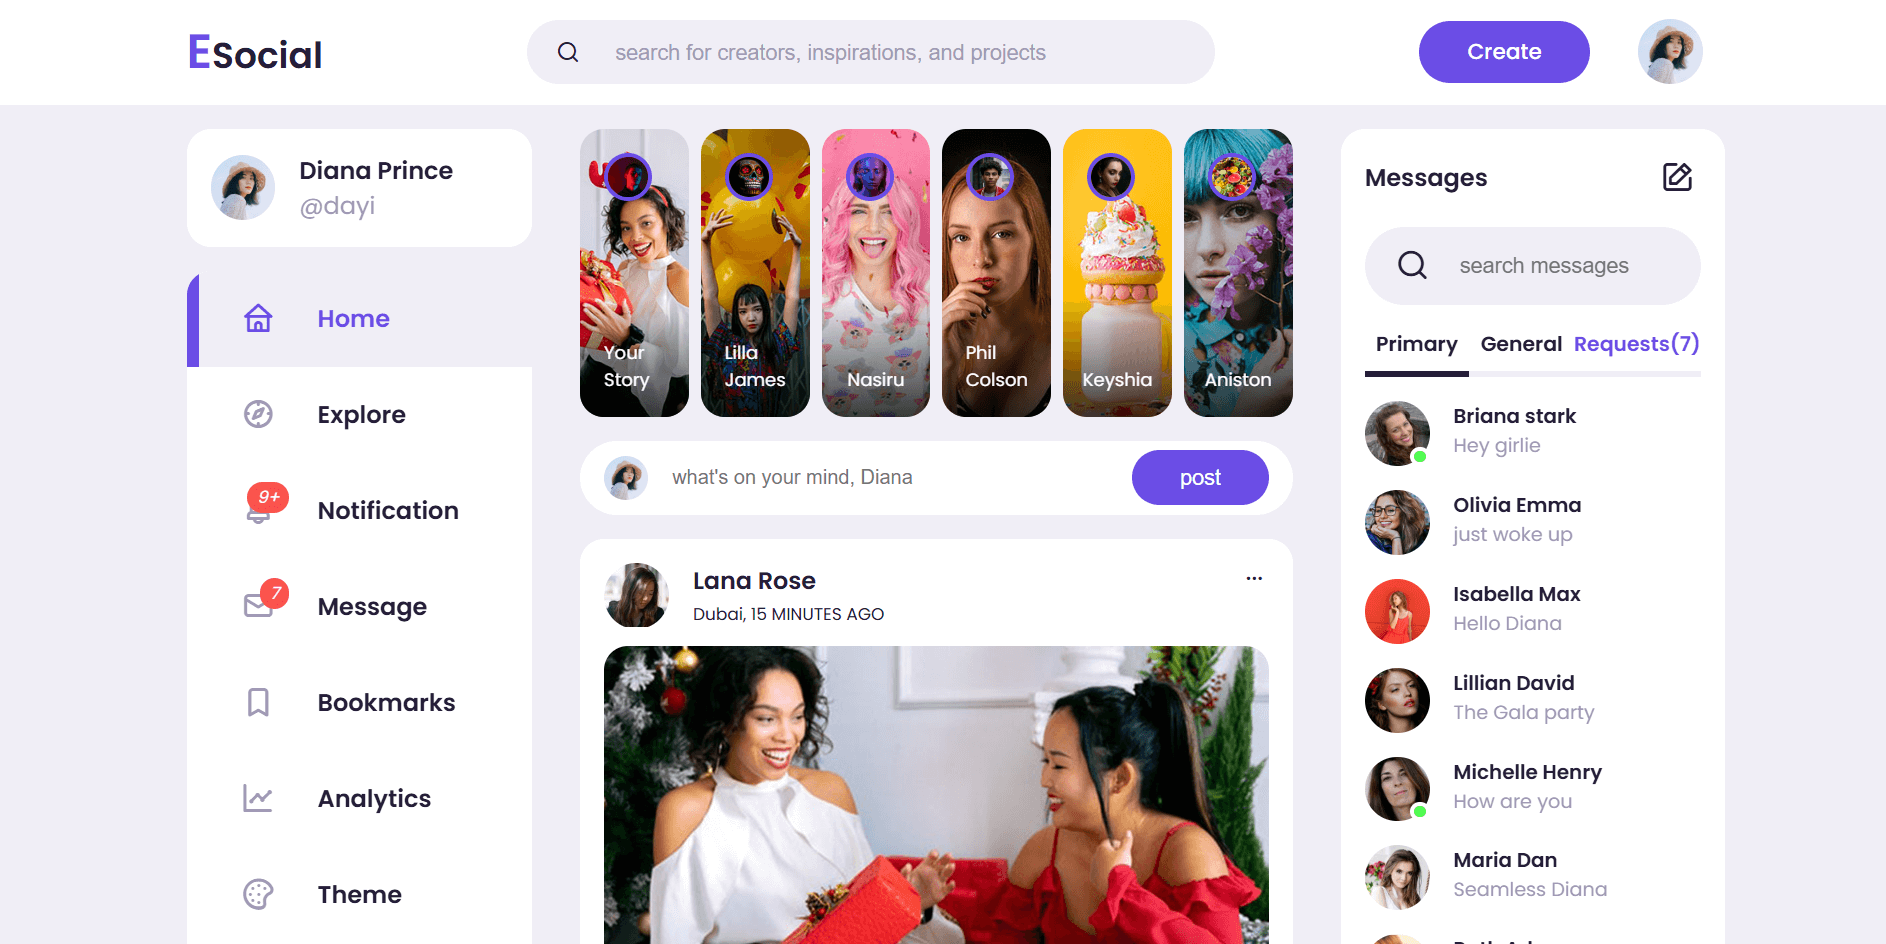 ESocial
search for creators, inspirations, and projects
Create
Diana Prince
@dayi
Home
Explore
9+
Notification
7
Message
Bookmarks
Analytics
Theme
Your
Story
Lilla
James
Nasiru
Phil
Colson
Keyshia
Aniston
what's on your mind, Diana
post
Lana Rose
Dubai, 15 MINUTES AGO
Messages
search messages
Primary General Requests(7)
Briana stark
Hey girlie
Olivia Emma
just woke up
Isabella Max
Hello Diana
Lillian David
The Gala party
Michelle Henry
How are you
Maria Dan
Seamless Diana